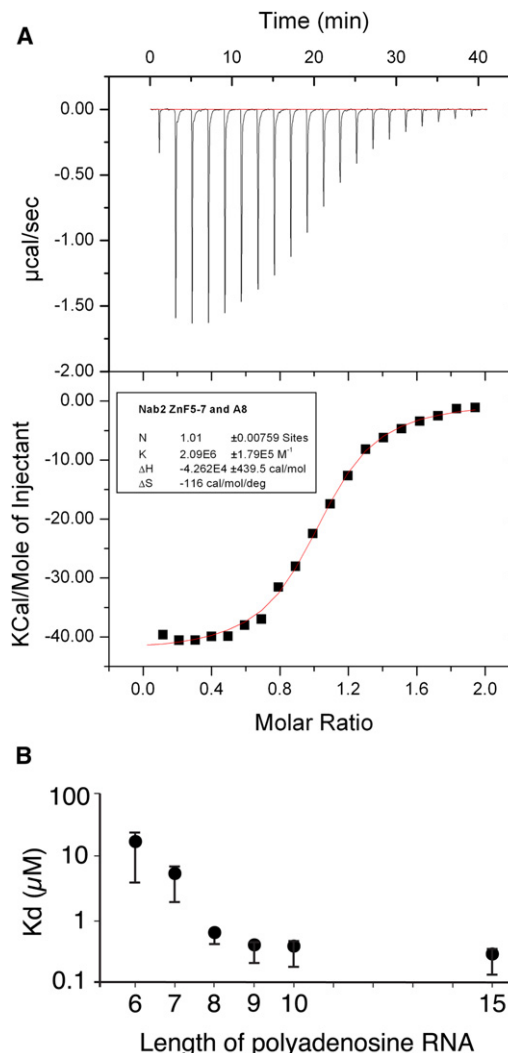 A
Time (min)
0 10 20 30 40
0.00
-0.50
-1.00
-1.50
-2.00
µcal/sec
0.00
-10.00
-20.00
-30.00
-40.00
KCal/Mole of Injectant
Nab2 ZnF5-7 and A8
N 1.01 ±0.00759 Sites
K 2.09E6 ±1.79E5 M⁻¹
ΔH -4.262E4 ±439.5 cal/mol
ΔS -116 cal/mol/deg
0.0 0.4 0.8 1.2 1.6 2.0
Molar Ratio
B
100
10
1
0.1
Kd (µM)
6 7 8 9 10 15
Length of polyadenosine RNA